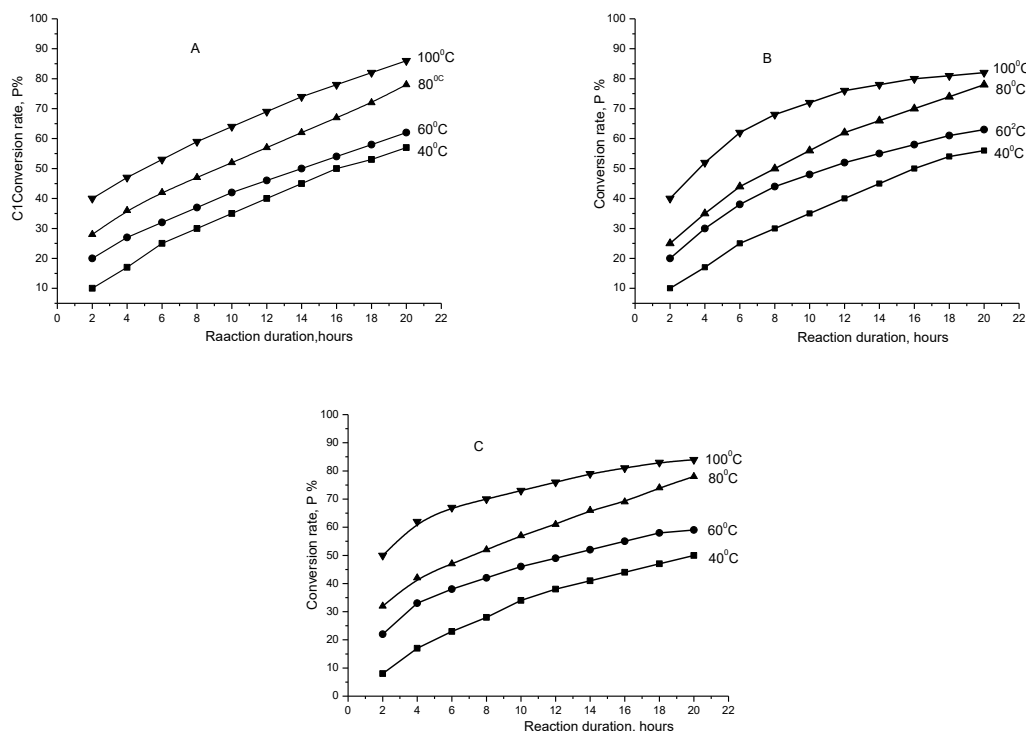 A
C1Conversion rate, P%
100
90
80
70
60
50
40
30
20
10
100⁰C
80⁰ᶜ
60⁰C
40⁰C
0 2 4 6 8 10 12 14 16 18 20 22
Raaction duration,hours
B
Conversion rate, P %
100
90
80
70
60
50
40
30
20
10
100⁰C
80⁰C
60²C
40⁰C
0 2 4 6 8 10 12 14 16 18 20 22
Reaction duration, hours
C
Conversion rate, P %
100
90
80
70
60
50
40
30
20
10
0
100⁰C
80⁰C
60⁰C
40⁰C
0 2 4 6 8 10 12 14 16 18 20 22
Reaction duration, hours